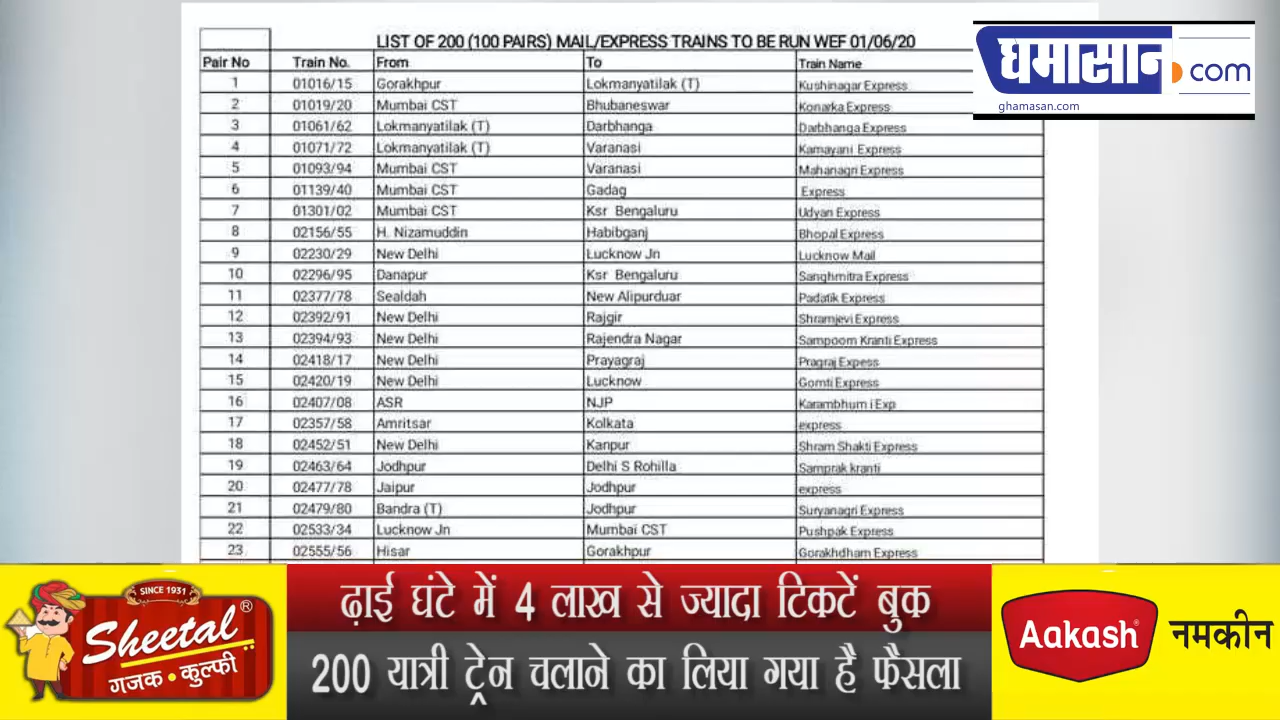 LIST OF 200 (100 PAIRS) MAIL/EXPRESS TRAINS TO BE RUN WEF 01/06/20
घमासान.com
ghamasan.com
Pair No Train No. From To Train Name
1 01016/15 Gorakhpur Lokmanyatilak (T) Kushinagar Express
2 01019/20 Mumbai CST Bhubaneswar Konarka Express
3 01061/62 Lokmanyatilak (T) Darbhanga Darbhanga Express
4 01071/72 Lokmanyatilak (T) Varanasi Kamayani Express
5 01093/94 Mumbai CST Varanasi Mahanagri Express
6 01139/40 Mumbai CST Gadag Express
7 01301/02 Mumbai CST Ksr Bengaluru Udyan Express
8 02156/55 H. Nizamuddin Habibganj Bhopal Express
9 02230/29 New Delhi Lucknow Jn Lucknow Mail
10 02296/95 Danapur Ksr Bengaluru Sanghmitra Express
11 02377/78 Sealdah New Alipurduar Padatik Express
12 02392/91 New Delhi Rajgir Shramjevi Express
13 02394/93 New Delhi Rajendra Nagar Sampoorn Kranti Express
14 02418/17 New Delhi Prayagraj Pragraj Expess
15 02420/19 New Delhi Lucknow Gomti Express
16 02407/08 ASR NJP Karambhum i Exp
17 02357/58 Amritsar Kolkata express
18 02452/51 New Delhi Kanpur Shram Shakti Express
19 02463/64 Jodhpur Delhi S Rohilla Samprak kranti
20 02477/78 Jaipur Jodhpur express
21 02479/80 Bandra (T) Jodhpur Suryanagri Express
22 02533/34 Lucknow Jn Mumbai CST Pushpak Express
23 02555/56 Hisar Gorakhpur Gorakhdham Express
SINCE 1931
Sheetal®
गजक • कुल्फी
ढ़ाई घंटे में 4 लाख से ज्यादा टिकटें बुक
200 यात्री ट्रेन चलाने का लिया गया है फैसला
Aakash® नमकीन